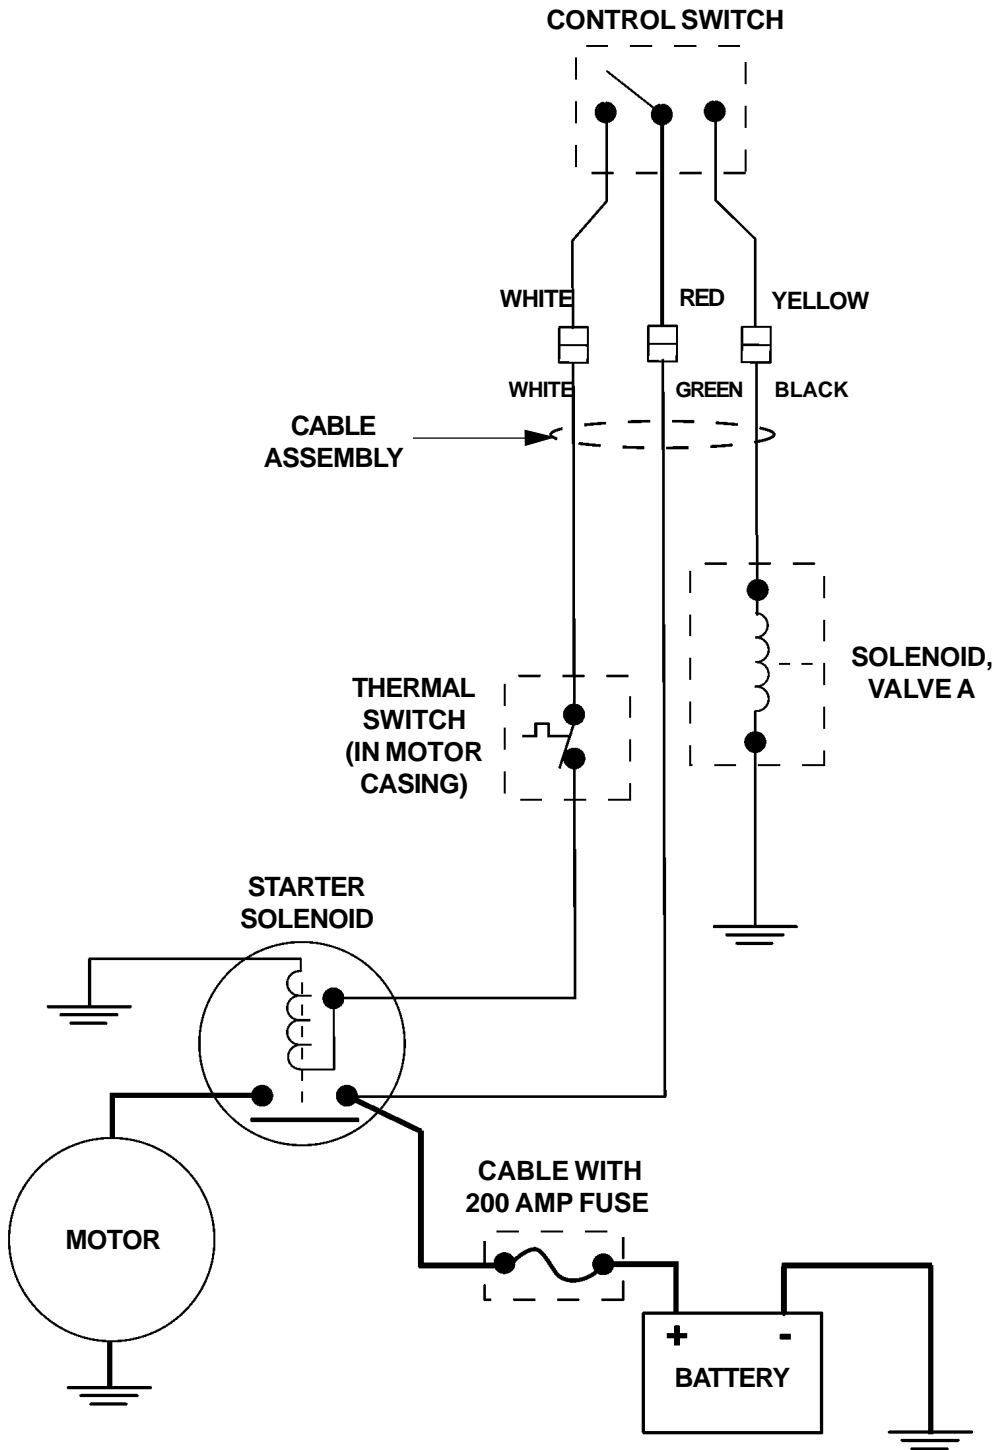 CONTROL SWITCH
WHITE
RED
YELLOW
WHITE
GREEN
BLACK
CABLE
ASSEMBLY
SOLENOID,
VALVE A
THERMAL
SWITCH
(IN MOTOR
CASING)
STARTER
SOLENOID
CABLE WITH
200 AMP FUSE
MOTOR
+ -
BATTERY